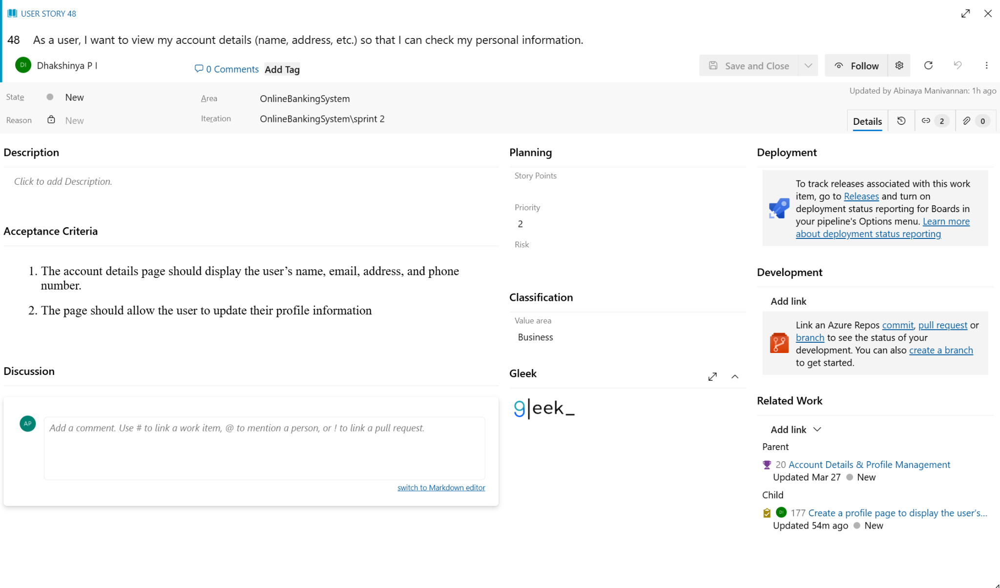 USER STORY 48
48 As a user, I want to view my account details (name, address, etc.) so that I can check my personal information.
DI Dhakshinya P I
0 Comments Add Tag
Save and Close
Follow
State New
Area OnlineBankingSystem
Updated by Abinaya Manivannan: 1h ago
Reason New
Iteration OnlineBankingSystem\sprint 2
Details 2 0
Description
Click to add Description.
Acceptance Criteria
1. The account details page should display the user’s name, email, address, and phone
number.
2. The page should allow the user to update their profile information
Discussion
AP
Add a comment. Use # to link a work item, @ to mention a person, or ! to link a pull request.
switch to Markdown editor
Planning
Story Points
Priority
2
Risk
Classification
Value area
Business
Gleek
gleek_
Deployment
To track releases associated with this work
item, go to Releases and turn on
deployment status reporting for Boards in
your pipeline's Options menu. Learn more
about deployment status reporting
Development
Add link
Link an Azure Repos commit, pull request or
branch to see the status of your
development. You can also create a branch
to get started.
Related Work
Add link
Parent
20 Account Details & Profile Management
Updated Mar 27 New
Child
DI 177 Create a profile page to display the user's...
Updated 54m ago New